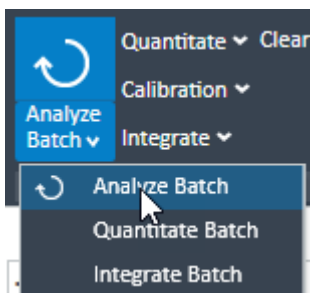 Quantitate Clear
Calibration
Analyze
Batch
Integrate
Analyze Batch
Quantitate Batch
Integrate Batch